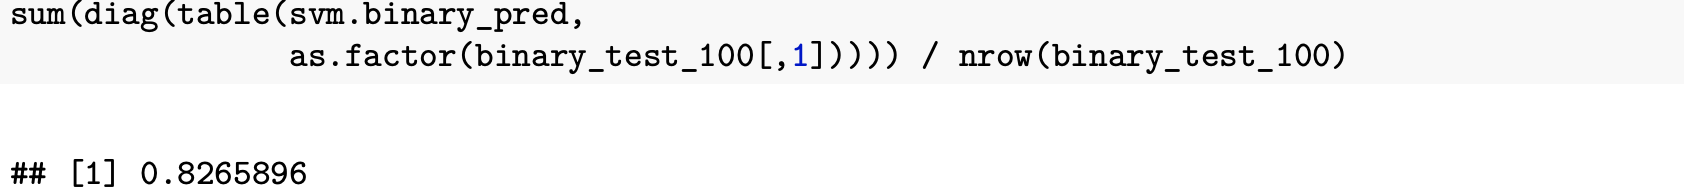 sum(diag(table(svm.binary_pred,
as.factor(binary_test_100[,1])))) / nrow(binary_test_100)
## [1] 0.8265896